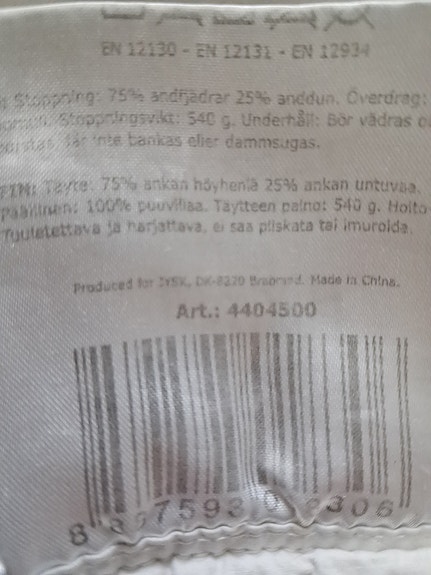 EN 12130 - EN 12131 - EN 12934
Stoppning: 75% andfjädrar 25% anddun. Överdrag:
Stoppningsvikt: 540 g. Underhåll: Bör vädras
får inte bankas eller dammsugas.
FIN: Täyte: 75% ankan höyheniä 25% ankan untuvaa.
Päällinen: 100% puuvillaa. Täytteen paino: 540 g. Hoito
Tuuletettava ja harjattava, ei saa piiskata tai imuroida.
Produced for JYSK, DK-8220 Brabrand. Made in China.
Art.: 4404500